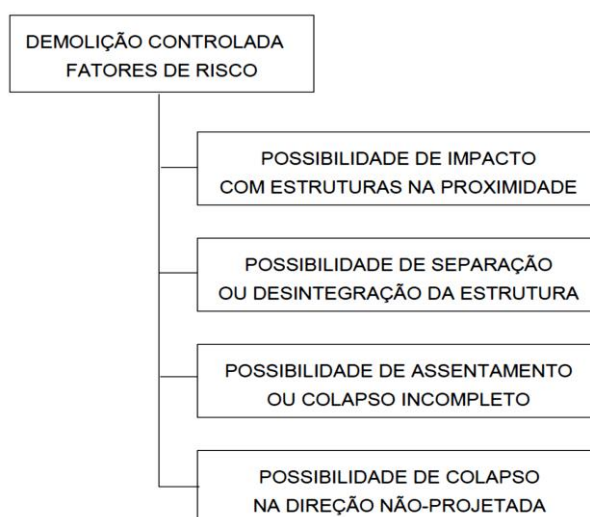 DEMOLIÇÃO CONTROLADA
FATORES DE RISCO
POSSIBILIDADE DE IMPACTO
COM ESTRUTURAS NA PROXIMIDADE
POSSIBILIDADE DE SEPARAÇÃO
OU DESINTEGRAÇÃO DA ESTRUTURA
POSSIBILIDADE DE ASSENTAMENTO
OU COLAPSO INCOMPLETO
POSSIBILIDADE DE COLAPSO
NA DIREÇÃO NÃO-PROJETADA